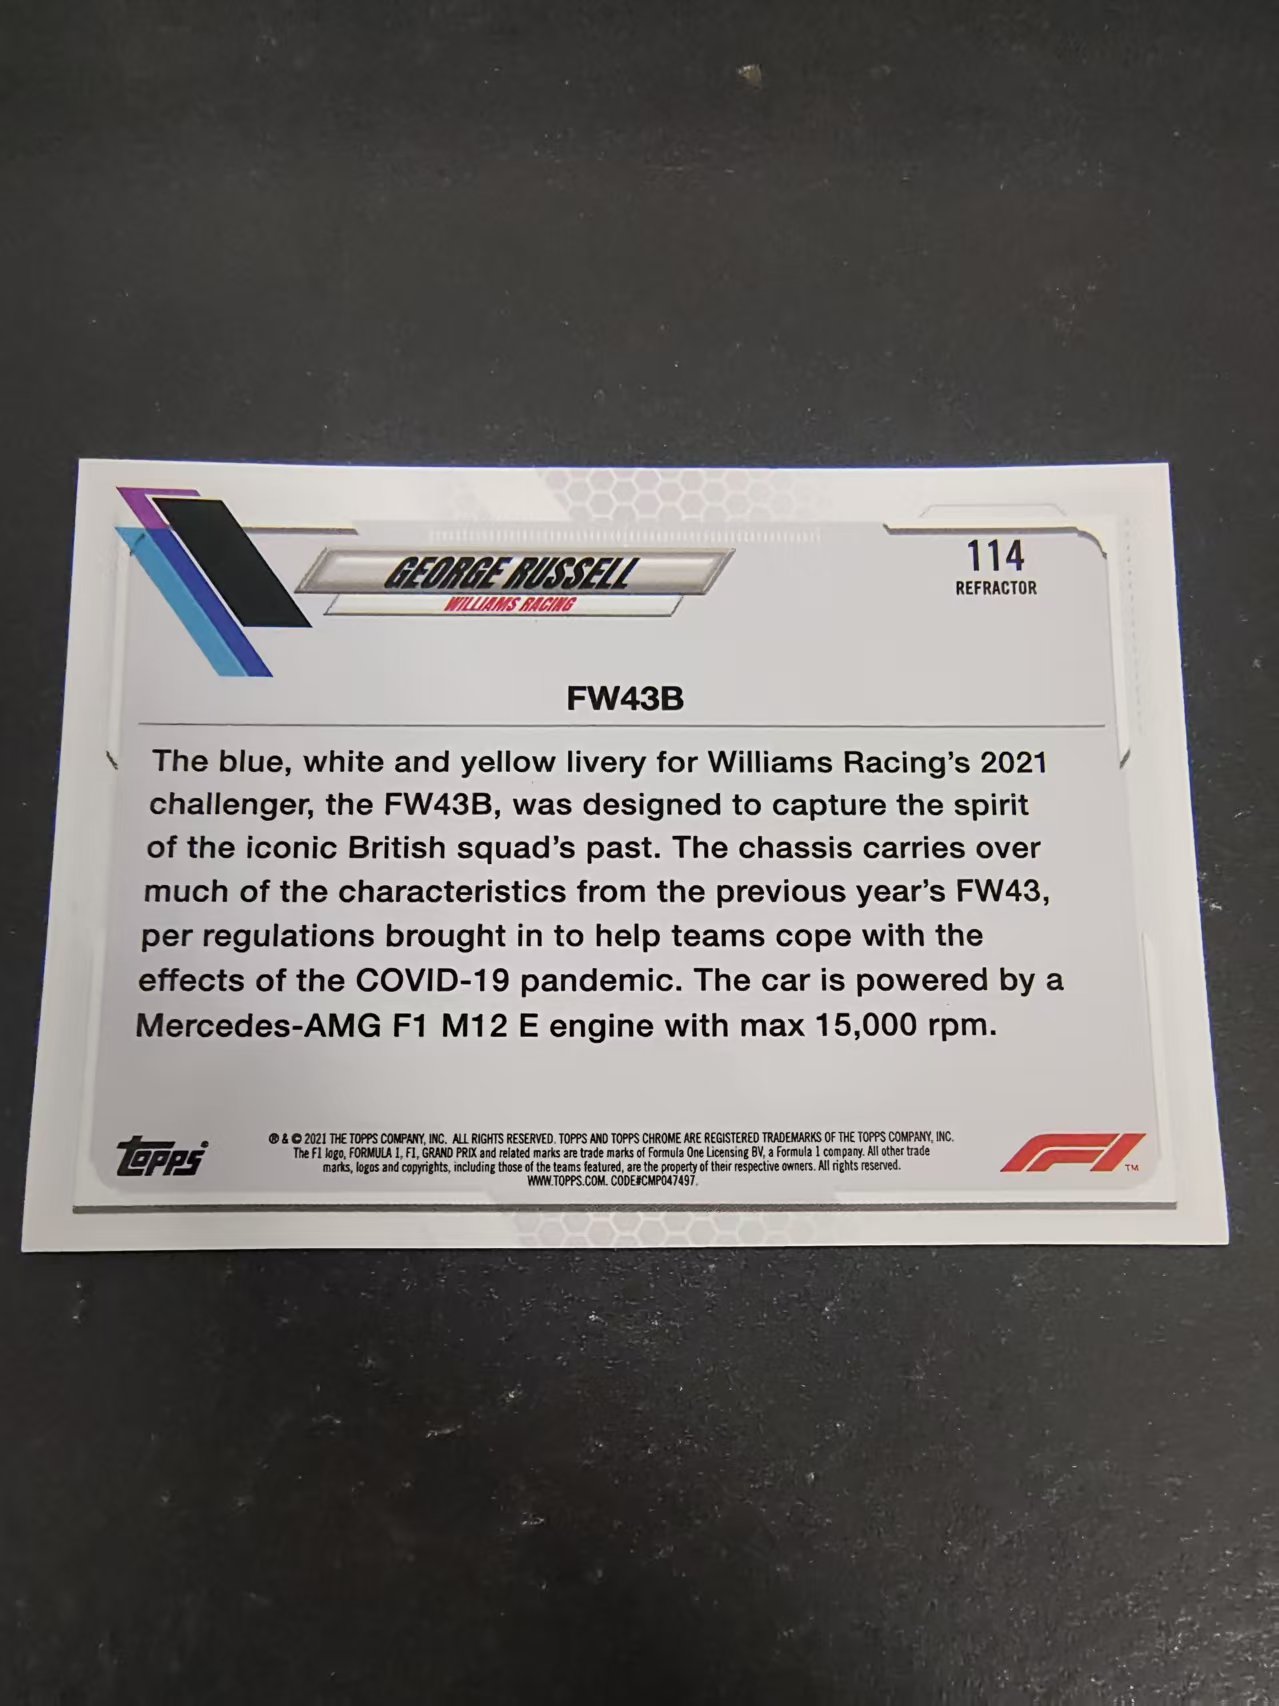 GEORGE RUSSELL
WILLIAMS RACING
114
REFRACTOR
FW43B
The blue, white and yellow livery for Williams Racing's 2021
challenger, the FW43B, was designed to capture the spirit
of the iconic British squad's past. The chassis carries over
much of the characteristics from the previous year's FW43,
per regulations brought in to help teams cope with the
effects of the COVID-19 pandemic. The car is powered by a
Mercedes-AMG F1 M12 E engine with max 15,000 rpm.
Topps®
® & © 2021 THE TOPPS COMPANY, INC. ALL RIGHTS RESERVED. TOPPS AND TOPPS CHROME ARE REGISTERED TRADEMARKS OF THE TOPPS COMPANY, INC.
The F1 logo, FORMULA 1, F1, GRAND PRIX and related marks are trade marks of Formula One Licensing BV, a Formula 1 company. All other trade
marks, logos and copyrights, including those of the teams featured, are the property of their respective owners. All rights reserved.
WWW.TOPPS.COM. CODE#CMP047497.
F1™